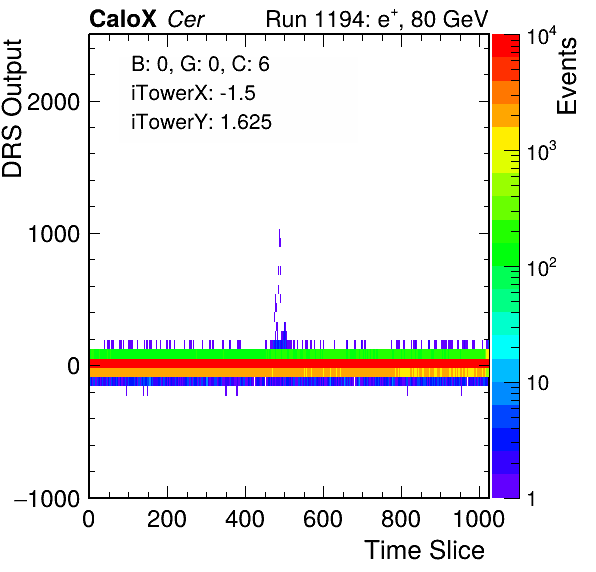 CaloX Cer Run 1194: e+, 80 GeV
B: 0, G: 0, C: 6
iTowerX: -1.5
iTowerY: 1.625
DRS Output
2000
1000
0
−1000
0 200 400 600 800 1000
Time Slice
Events
10^4
10^3
10^2
10
1